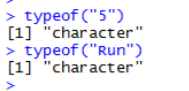 > typeof("5")
[1] "character"
> typeof("Run")
[1] "character"
>